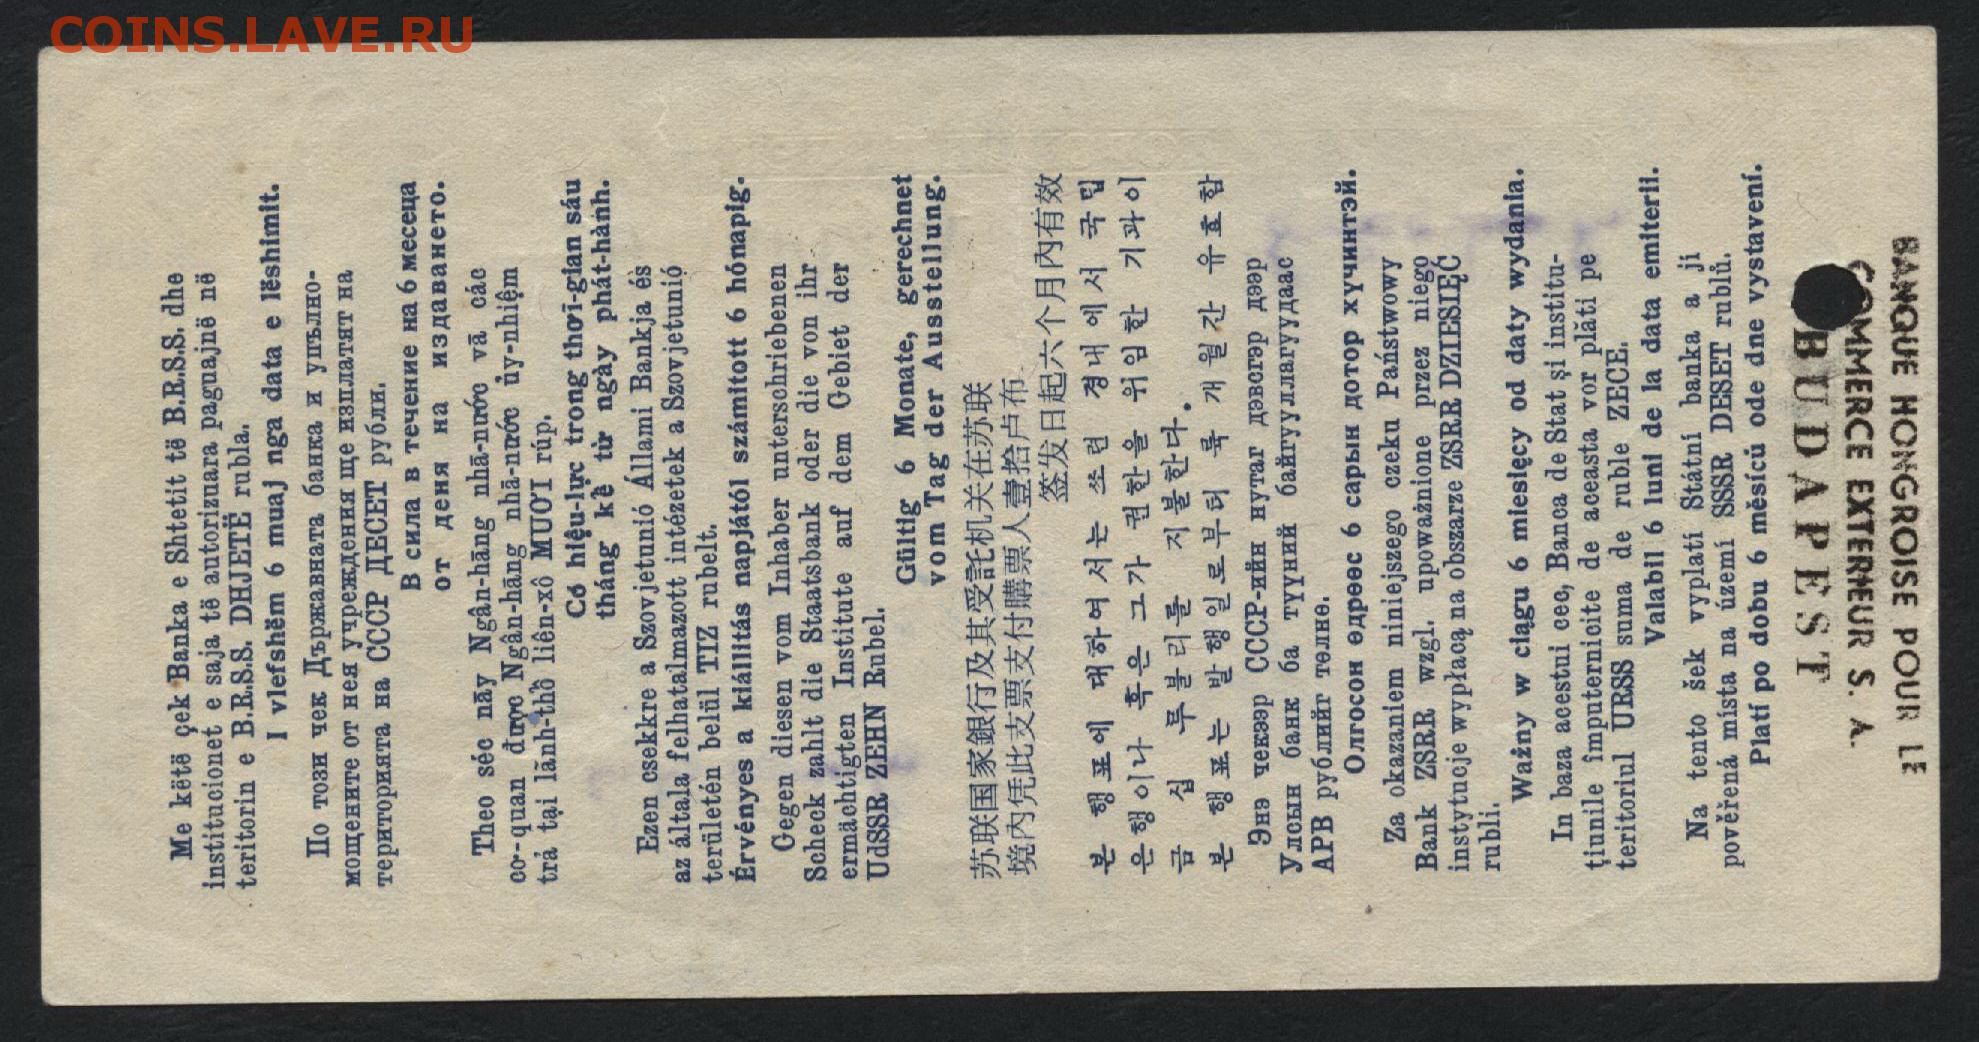 COINS.LAVE.RU
Me këtë çek Banka e Shtetit të B.R.S.S. dhe
institucionet e saja të autorizuara paguajnë në
teritorin e B.R.S.S. DHJETË rubla.
I vlefshëm 6 muaj nga data e lëshimit.
По този чек Държавната банка и упълно-
мощените от нея учреждения ще изплатят на
територията на СССР ДЕСЕТ рубли.
В сила в течение на 6 месеца
от деня на издаването.
Theo séc nãy Ngân-hãng nhã-nước vã các
cơ-quan được Ngân-hãng nhã-nước ủy-nhiệm
trả tại lãnh-thổ liên-xô MƯƠI rúp.
Có hiệu-lực trong thơi-gian sáu
tháng kể từ ngày phát-hành.
Ezen csekkre a Szovjetunió Állami Bankja és
az általa felhatalmazott intézetek a Szovjetunió
területén belül TIZ rubelt.
Érvényes a kiállitás napjától számitott 6 hónapig.
Gegen diesen vom Inhaber unterschriebenen
Scheck zahlt die Staatsbank oder die von ihr
ermächtigten Institute auf dem Gebiet der
UdSSR ZEHN Rubel.
Gültig 6 Monate, gerechnet
vom Tag der Ausstellung.
苏联国家銀行及其受託机关在苏联
境內凭此支票支付購票人壹拾卢布
签发日起六个月內有效
본 행표에 대하여서는 쏘련 경내에서 국립
은행이나 혹은 그가 권한을 위임한 기과이
금 십 루불리를 지불한다.
본 행표는 발행일로부터 륙 개월간 유효함
Энэ чекээр СССР-ийн нутаг дэвсгэр дээр
Улсын банк ба түүний байгууллагуудаас
АРВ рублийг төлнө.
Олгосон өдрөөс 6 сарын дотор хүчинтэй.
Za okazaniem niniejszego czeku Państwowy
Bank ZSRR wzgl. upoważnione przez niego
instytucje wypłacą na obszarze ZSRR DZIESIĘĆ
rubli.
Ważny w ciągu 6 miesięcy od daty wydania.
In baza acestui cec, Banca de Stat şi institu-
ţiunile împuternicite de aceasta vor plăti pe
teritoriul URSS suma de ruble ZECE.
Valabil 6 luni de la data emiterii.
Na tento šek vyplatí Státní banka a jí
pověřená místa na území SSSR DESET rublů.
Platí po dobu 6 měsíců ode dne vystavení.
BUDAPEST
COMMERCE EXTERIEUR S. A.
BANQUE HONGROISE POUR LE